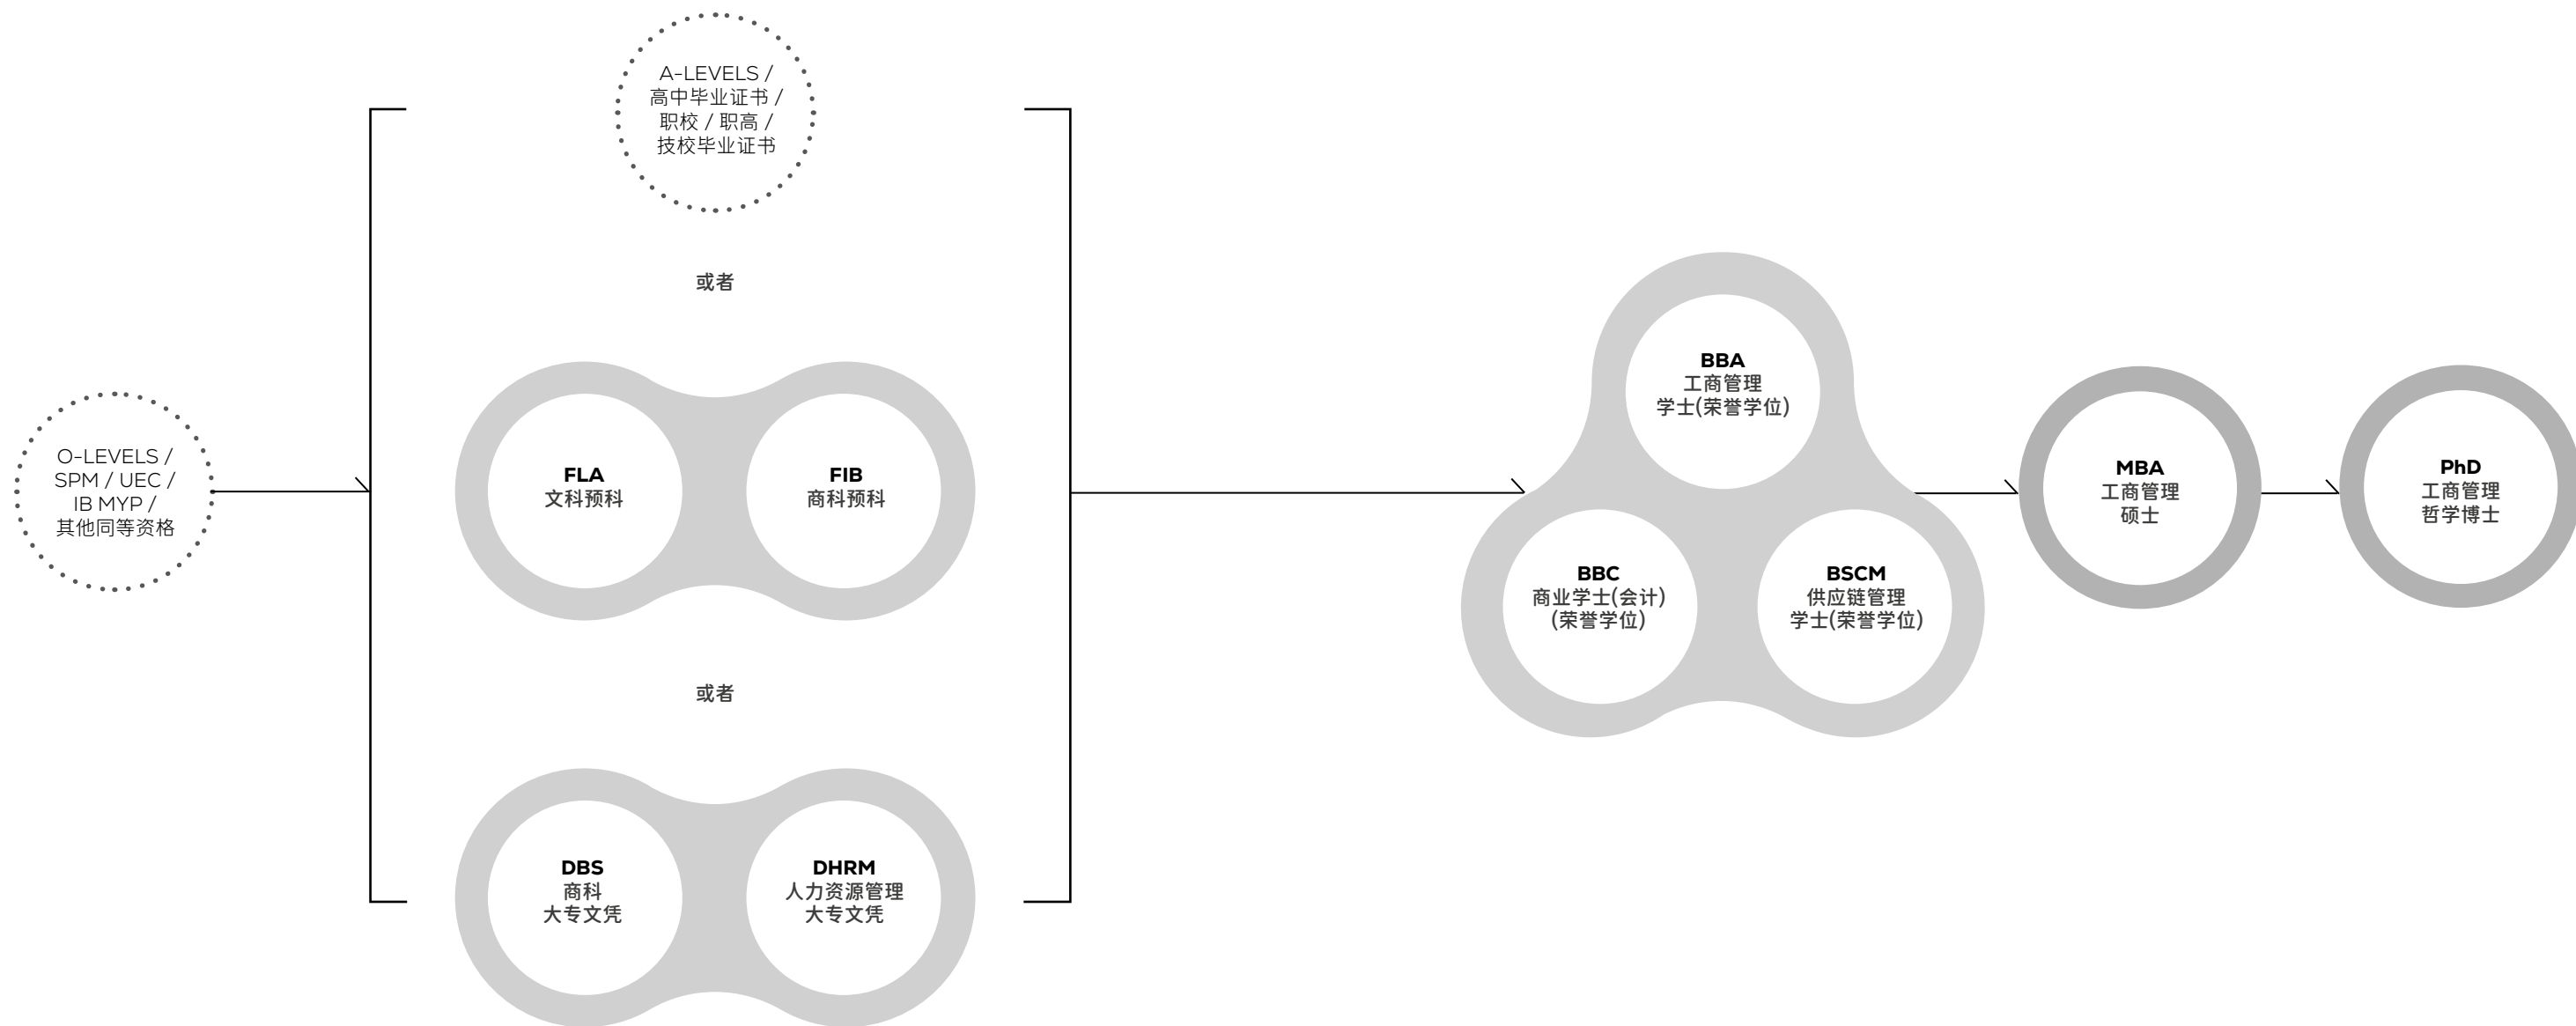 O-LEVELS /
SPM / UEC /
IB MYP /
其他同等资格
A-LEVELS /
高中毕业证书 /
职校 / 职高 /
技校毕业证书
或者
FLA
文科预科
FIB
商科预科
或者
DBS
商科
大专文凭
DHRM
人力资源管理
大专文凭
BBA
工商管理
学士(荣誉学位)
BBC
商业学士(会计)
(荣誉学位)
BSCM
供应链管理
学士(荣誉学位)
MBA
工商管理
硕士
PhD
工商管理
哲学博士